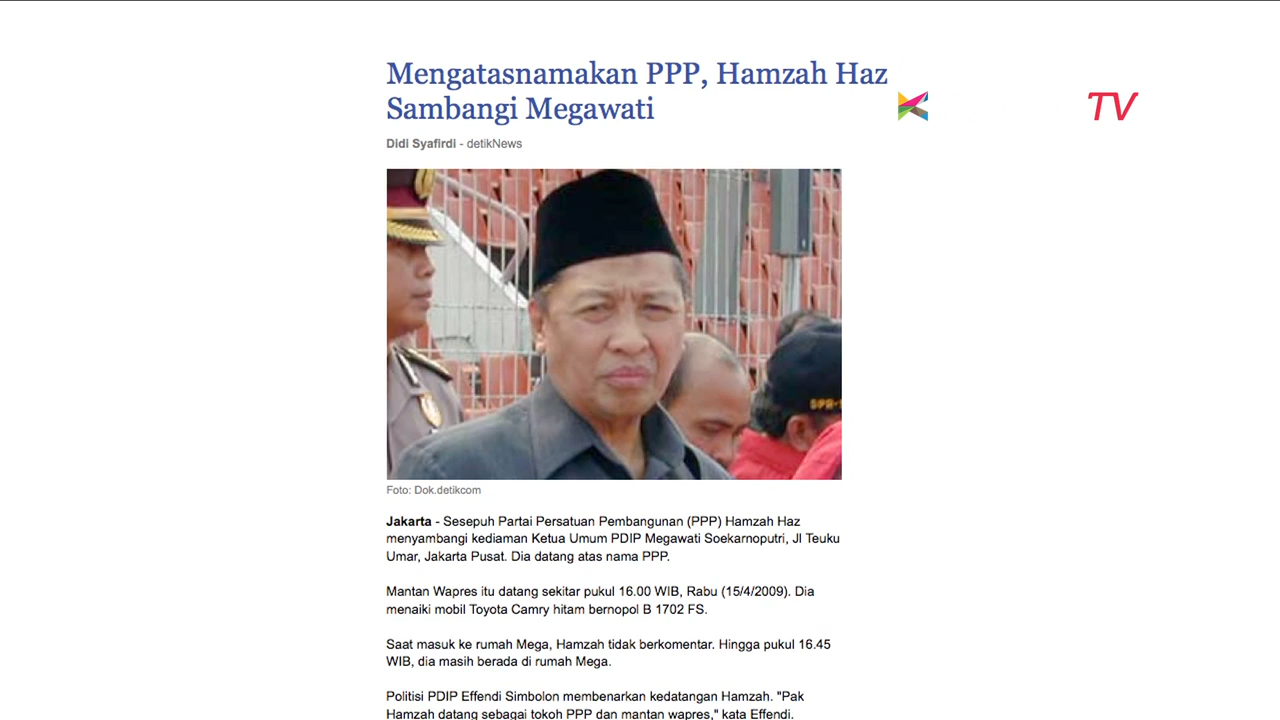 Mengatasnamakan PPP, Hamzah Haz
Sambangi Megawati
TV
Didi Syafirdi - detikNews
Foto: Dok.detikcom
Jakarta - Sesepuh Partai Persatuan Pembangunan (PPP) Hamzah Haz
menyambangi kediaman Ketua Umum PDIP Megawati Soekarnoputri, Jl Teuku
Umar, Jakarta Pusat. Dia datang atas nama PPP.
Mantan Wapres itu datang sekitar pukul 16.00 WIB, Rabu (15/4/2009). Dia
menaiki mobil Toyota Camry hitam bernopol B 1702 FS.
Saat masuk ke rumah Mega, Hamzah tidak berkomentar. Hingga pukul 16.45
WIB, dia masih berada di rumah Mega.
Politisi PDIP Effendi Simbolon membenarkan kedatangan Hamzah. "Pak
Hamzah datang sebagai tokoh PPP dan mantan wapres," kata Effendi.